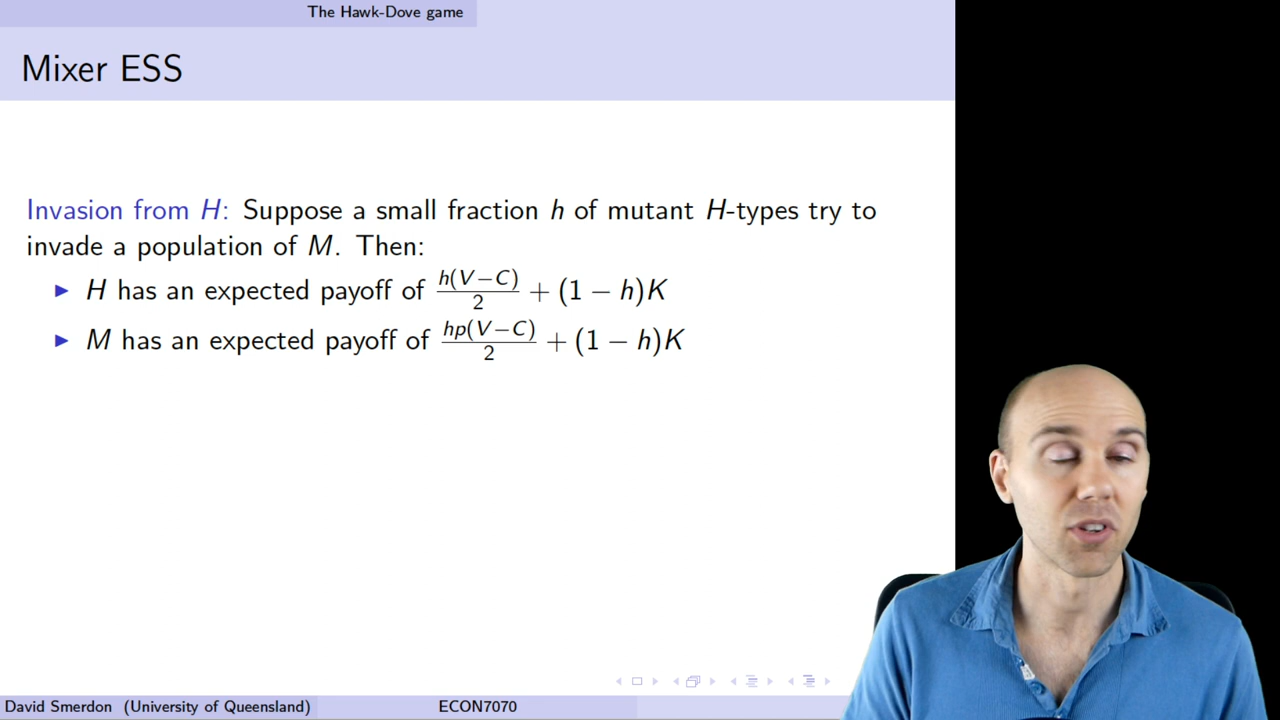 The Hawk-Dove game
Mixer ESS
Invasion from H: Suppose a small fraction h of mutant H-types try to
invade a population of M. Then:
▶ H has an expected payoff of h(V−C)/2 + (1 − h)K
▶ M has an expected payoff of hp(V−C)/2 + (1 − h)K
David Smerdon (University of Queensland) ECON7070